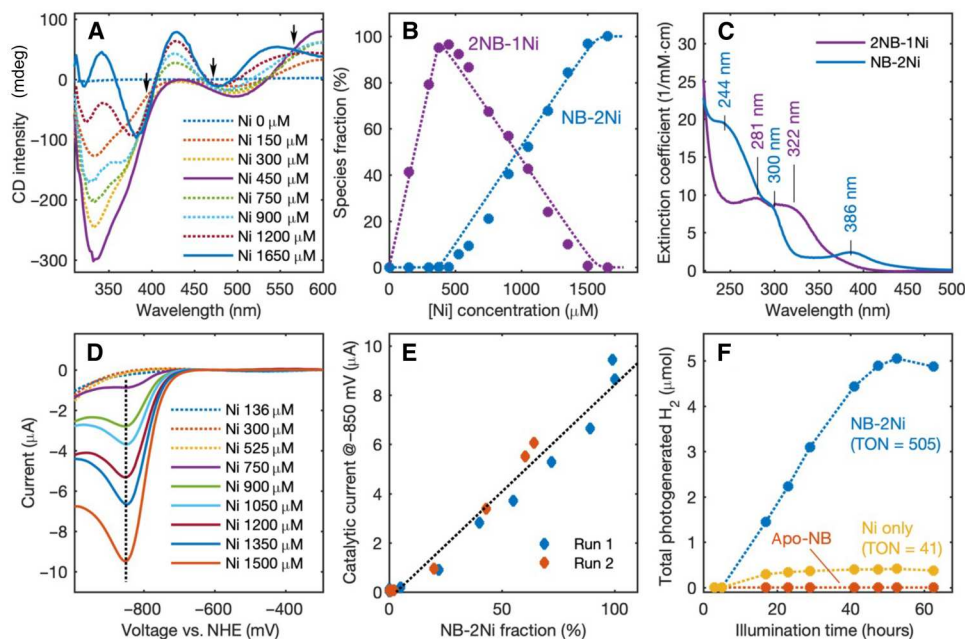 A
CD intensity (mdeg)
100
0
−100
−200
−300
Ni 0 μM
Ni 150 μM
Ni 300 μM
Ni 450 μM
Ni 750 μM
Ni 900 μM
Ni 1200 μM
Ni 1650 μM
350 400 450 500 550 600
Wavelength (nm)
B
Species fraction (%)
100
80
60
40
20
0
2NB-1Ni
NB-2Ni
0 500 1000 1500 2000
[Ni] concentration (μM)
C
Extinction coefficient (1/mM·cm)
30
25
20
15
10
5
0
2NB-1Ni
NB-2Ni
244 nm
281 nm
300 nm
322 nm
386 nm
250 300 350 400 450 500
Wavelength (nm)
D
Current (μA)
0
−2
−4
−6
−8
−10
Ni 136 μM
Ni 300 μM
Ni 525 μM
Ni 750 μM
Ni 900 μM
Ni 1050 μM
Ni 1200 μM
Ni 1350 μM
Ni 1500 μM
−800 −600 −400
Voltage vs. NHE (mV)
E
Catalytic current @−850 mV (μA)
10
8
6
4
2
0
Run 1
Run 2
0 50 100
NB-2Ni fraction (%)
F
Total photogenerated H₂ (μmol)
6
5
4
3
2
1
0
NB-2Ni
(TON = 505)
Ni only
(TON = 41)
Apo-NB
0 20 40 60
Illumination time (hours)